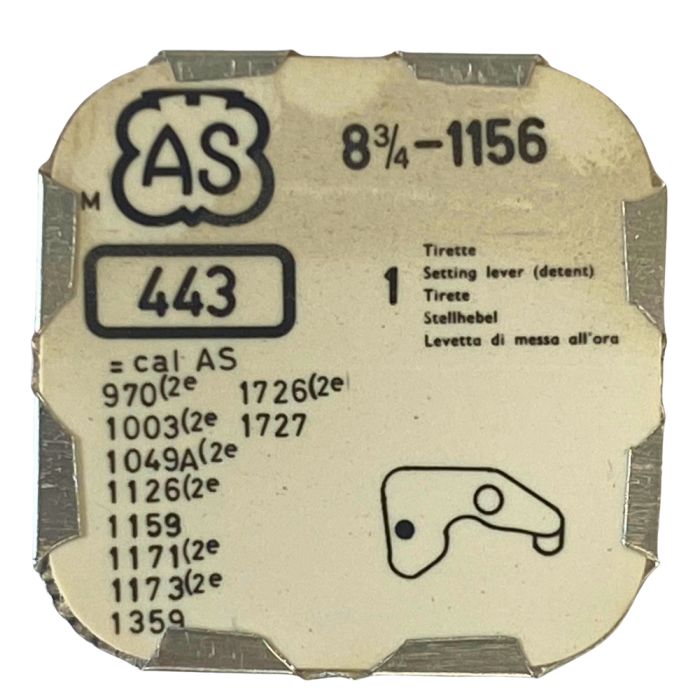 AS
8¾-1156
M
443
1
Tirette
Setting lever (detent)
Tirete
Stellhebel
Levetta di messa all'ora
= cal AS
970(2e 1726(2e
1003(2e 1727
1049A(2e
1126(2e
1159
1171(2e
1173(2e
1359